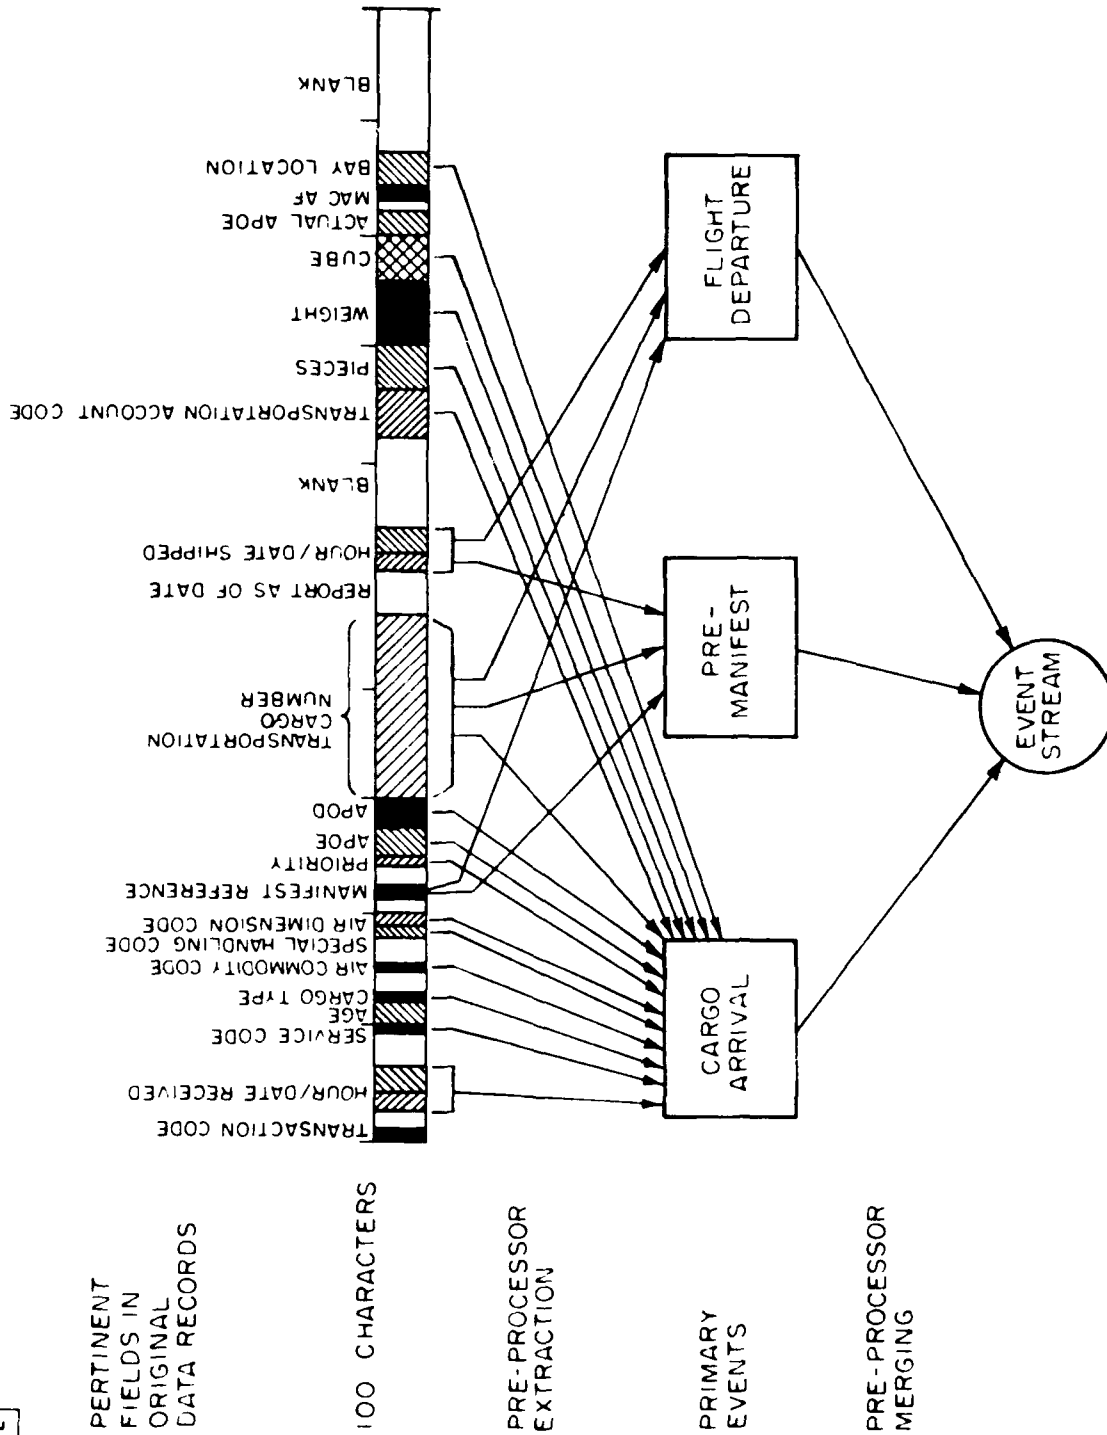 PERTINENT
FIELDS IN
ORIGINAL
DATA RECORDS
TRANSACTION CODE
HOUR/DATE RECEIVED
SERVICE CODE
AGE
CARGO TYPE
AIR COMMODITY CODE
SPECIAL HANDLING CODE
AIR DIMENSION CODE
MANIFEST REFERENCE
PRIORITY
APOE
APOD
TRANSPORTATION
CARGO
NUMBER
REPORT AS OF DATE
HOUR/DATE SHIPPED
BLANK
TRANSPORTATION ACCOUNT CODE
PIECES
WEIGHT
CUBE
ACTUAL APOE
MAC AF
BAY LOCATION
BLANK
100 CHARACTERS
PRE-PROCESSOR
EXTRACTION
PRIMARY
EVENTS
CARGO
ARRIVAL
PRE-
MANIFEST
FLIGHT
DEPARTURE
PRE-PROCESSOR
MERGING
EVENT
STREAM